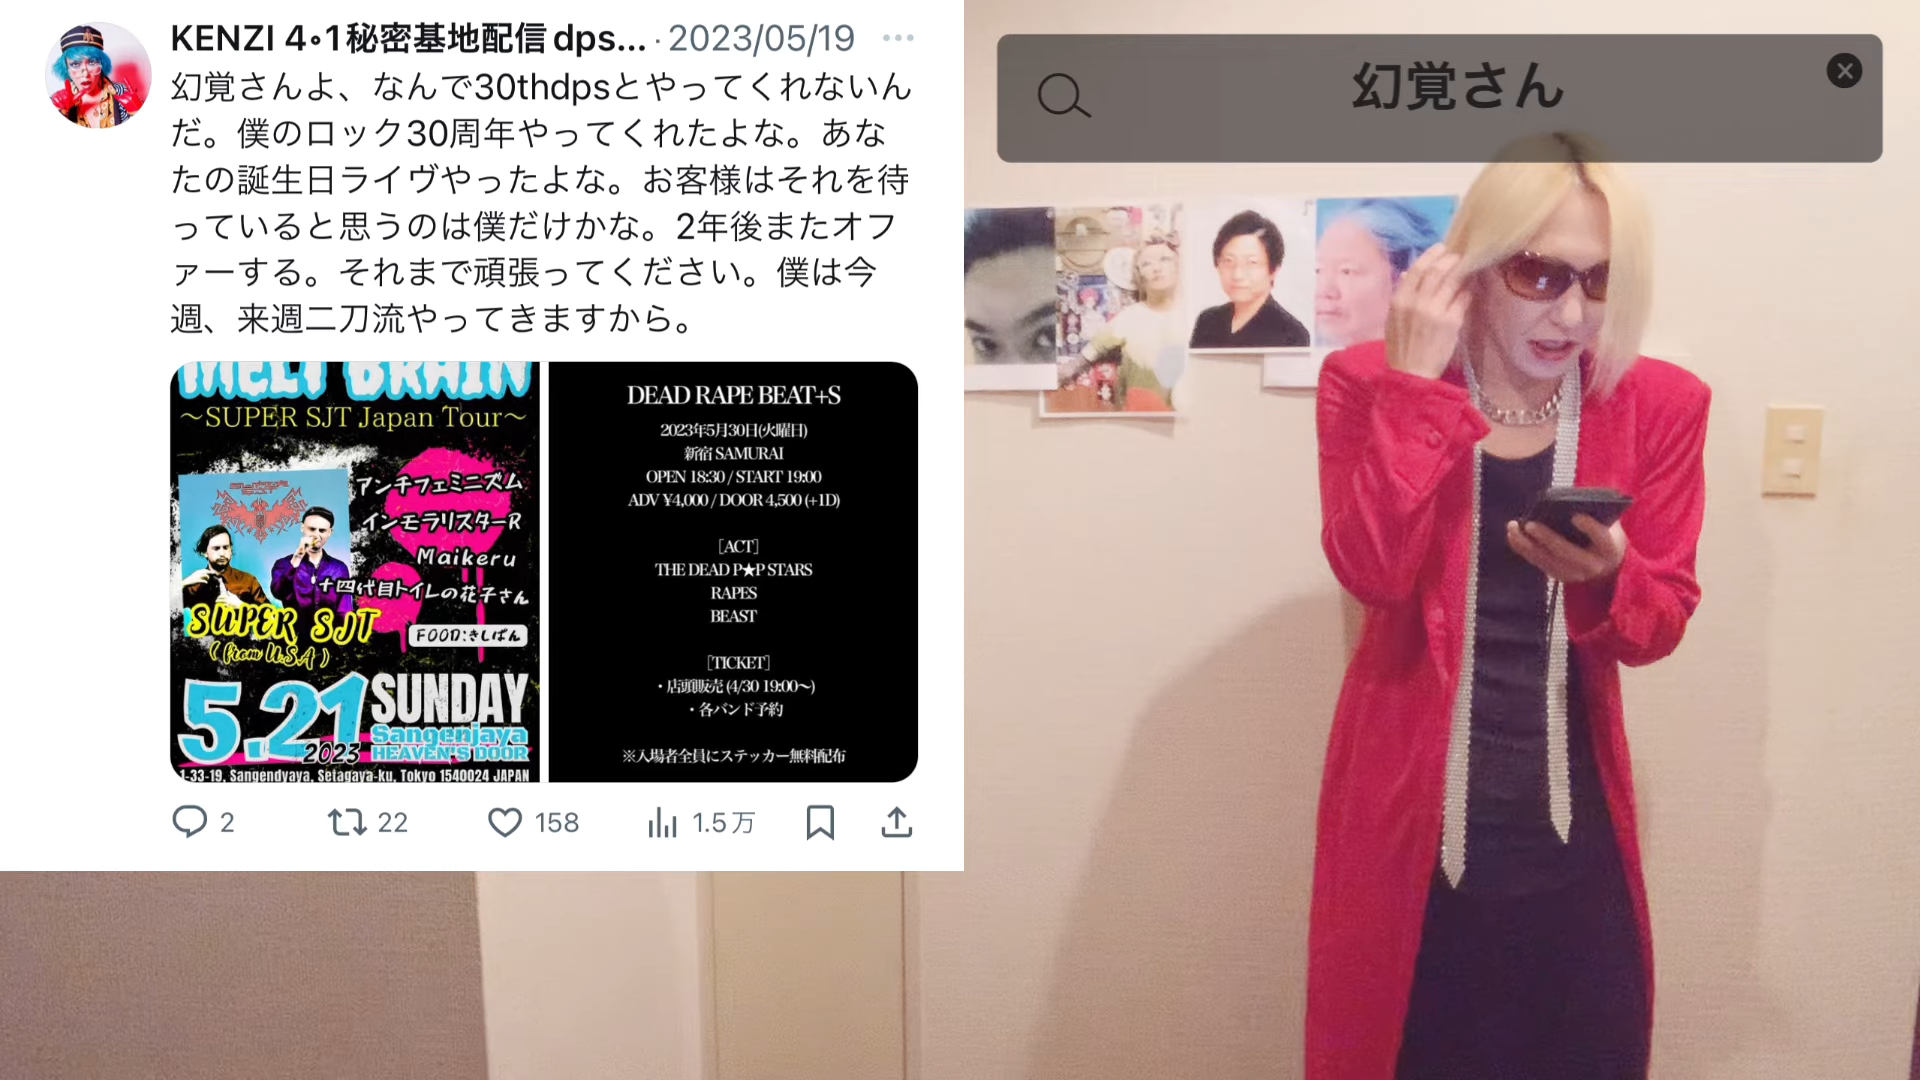 KENZI 4∘1秘密基地配信dps... · 2023/05/19
幻覚さんよ、なんで30thdpsとやってくれないん
だ。僕のロック30周年やってくれたよな。あな
たの誕生日ライヴやったよな。お客様はそれを待
っていると思うのは僕だけかな。2年後またオフ
ァーする。それまで頑張ってください。僕は今
週、来週二刀流やってきますから。
MELT BRAIN
～SUPER SJT Japan Tour～
アンチフェミニズム
インモラリスターR
Maikeru
十四代目トイレの花子さん
SUPER SJT
(from U.S.A)
FOOD:きしぱん
5.21 SUNDAY
2023
Sangenjaya
HEAVEN'S DOOR
1-33-19, Sangendyaya, Setagaya-ku, Tokyo 1540024 JAPAN
DEAD RAPE BEAT+S
2023年5月30日(火曜日)
新宿 SAMURAI
OPEN 18:30 / START 19:00
ADV ¥4,000 / DOOR 4,500 (+1D)
[ACT]
THE DEAD P★P STARS
RAPES
BEAST
[TICKET]
・店頭販売 (4/30 19:00〜)
・各バンド予約
※入場者全員にステッカー無料配布
2
22
158
1.5万
幻覚さん